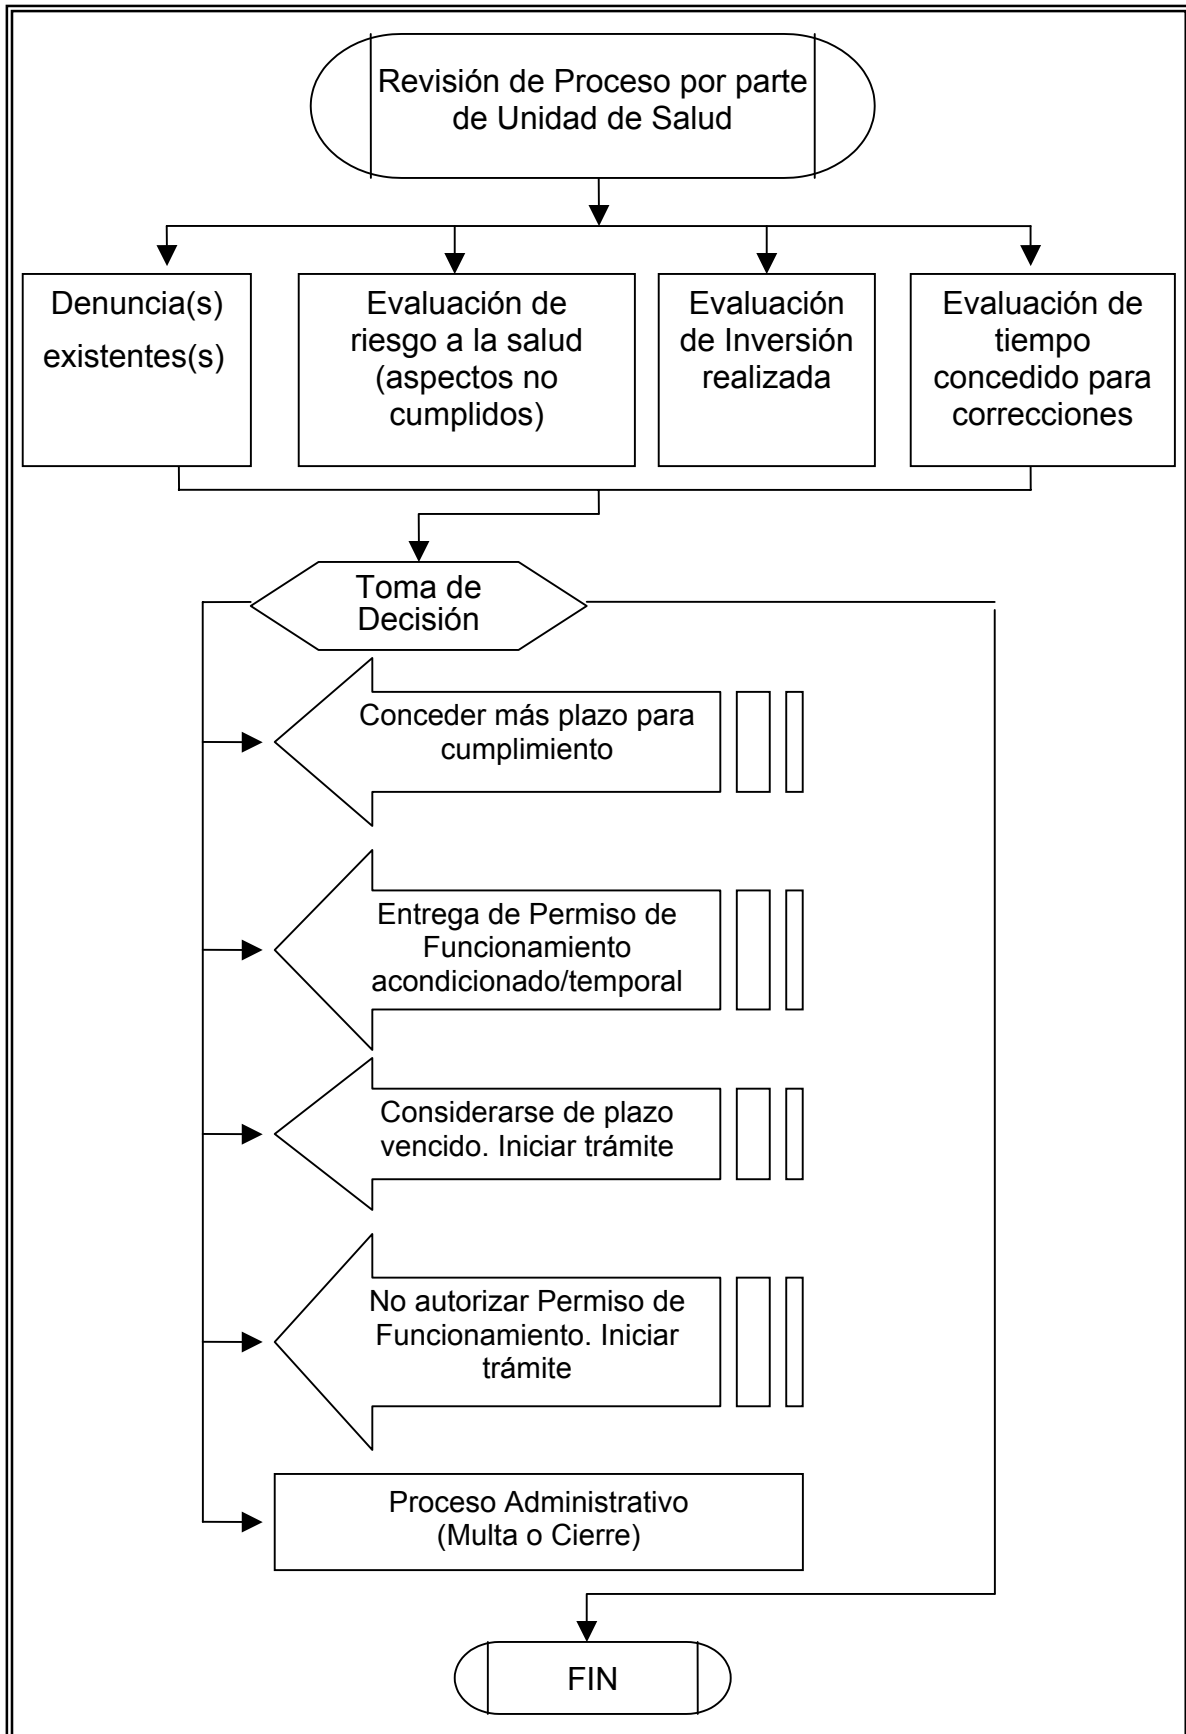 Revisión de Proceso por parte
de Unidad de Salud
Denuncia(s)
existentes(s)
Evaluación de
riesgo a la salud
(aspectos no
cumplidos)
Evaluación
de Inversión
realizada
Evaluación de
tiempo
concedido para
correcciones
Toma de
Decisión
Conceder más plazo para
cumplimiento
Entrega de Permiso de
Funcionamiento
acondicionado/temporal
Considerarse de plazo
vencido. Iniciar trámite
No autorizar Permiso de
Funcionamiento. Iniciar
trámite
Proceso Administrativo
(Multa o Cierre)
FIN